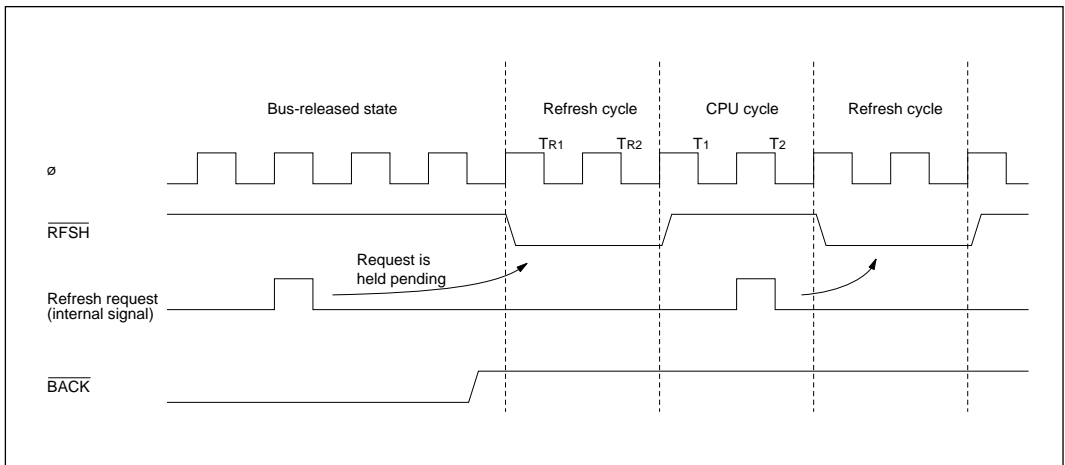 Bus-released state
Refresh cycle
CPU cycle
Refresh cycle
TR1
TR2
T1
T2
ø
RFSH
Request is
held pending
Refresh request
(internal signal)
BACK